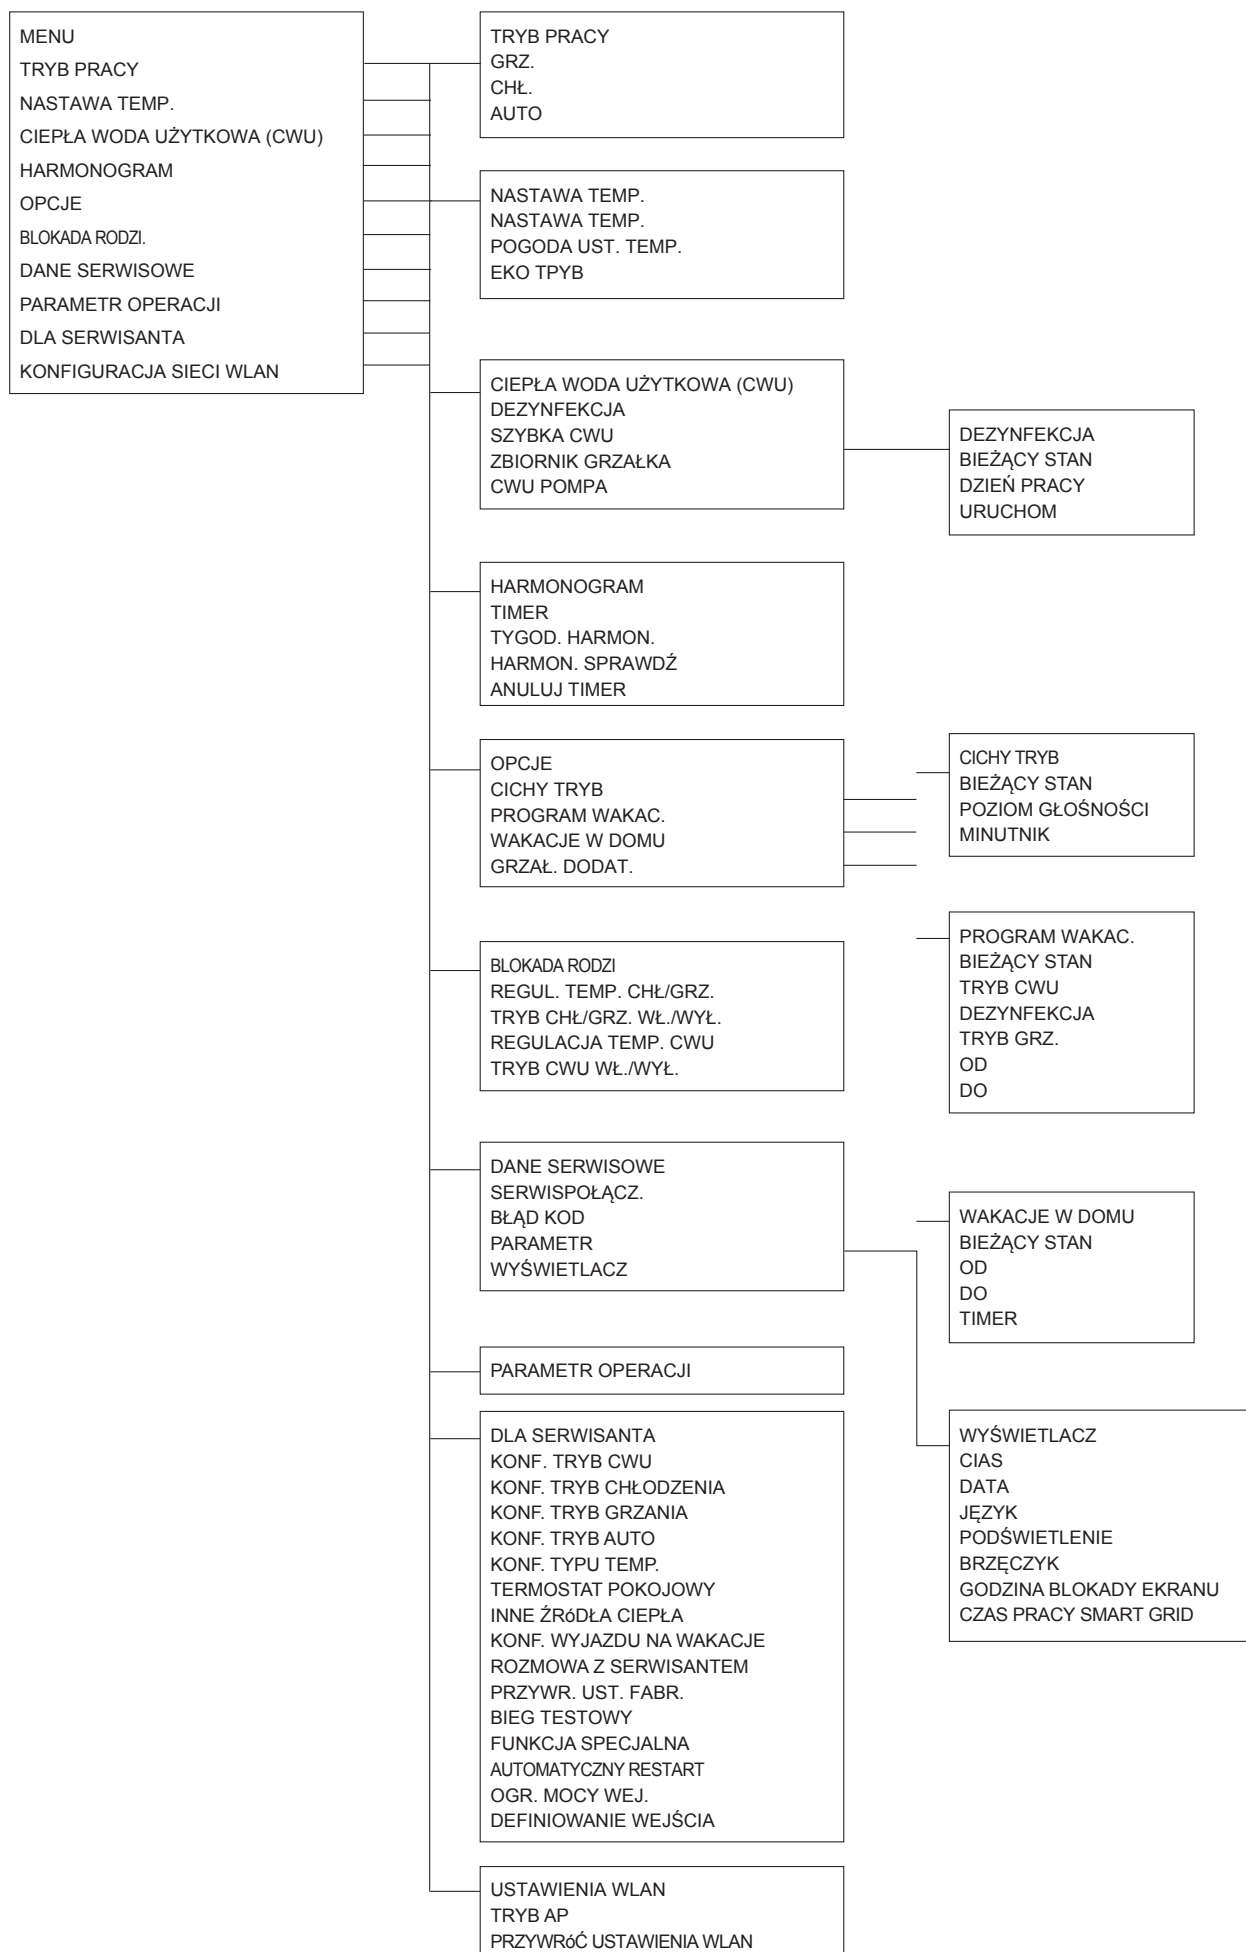 MENU
TRYB PRACY
NASTAWA TEMP.
CIEPŁA WODA UŻYTKOWA (CWU)
HARMONOGRAM
OPCJE
BLOKADA RODZI.
DANE SERWISOWE
PARAMETR OPERACJI
DLA SERWISANTA
KONFIGURACJA SIECI WLAN
TRYB PRACY
GRZ.
CHŁ.
AUTO
NASTAWA TEMP.
NASTAWA TEMP.
POGODA UST. TEMP.
EKO TPYB
CIEPŁA WODA UŻYTKOWA (CWU)
DEZYNFEKCJA
SZYBKA CWU
ZBIORNIK GRZAŁKA
CWU POMPA
DEZYNFEKCJA
BIEŻĄCY STAN
DZIEŃ PRACY
URUCHOM
HARMONOGRAM
TIMER
TYGOD. HARMON.
HARMON. SPRAWDŹ
ANULUJ TIMER
OPCJE
CICHY TRYB
PROGRAM WAKAC.
WAKACJE W DOMU
GRZAŁ. DODAT.
CICHY TRYB
BIEŻĄCY STAN
POZIOM GŁOŚNOŚCI
MINUTNIK
PROGRAM WAKAC.
BIEŻĄCY STAN
TRYB CWU
DEZYNFEKCJA
TRYB GRZ.
OD
DO
BLOKADA RODZI
REGUL. TEMP. CHŁ/GRZ.
TRYB CHŁ/GRZ. WŁ./WYŁ.
REGULACJA TEMP. CWU
TRYB CWU WŁ./WYŁ.
DANE SERWISOWE
SERWISPOŁĄCZ.
BŁĄD KOD
PARAMETR
WYŚWIETLACZ
WAKACJE W DOMU
BIEŻĄCY STAN
OD
DO
TIMER
PARAMETR OPERACJI
WYŚWIETLACZ
CIAS
DATA
JĘZYK
PODŚWIETLENIE
BRZĘCZYK
GODZINA BLOKADY EKRANU
CZAS PRACY SMART GRID
DLA SERWISANTA
KONF. TRYB CWU
KONF. TRYB CHŁODZENIA
KONF. TRYB GRZANIA
KONF. TRYB AUTO
KONF. TYPU TEMP.
TERMOSTAT POKOJOWY
INNE ŹRóDŁA CIEPŁA
KONF. WYJAZDU NA WAKACJE
ROZMOWA Z SERWISANTEM
PRZYWR. UST. FABR.
BIEG TESTOWY
FUNKCJA SPECJALNA
AUTOMATYCZNY RESTART
OGR. MOCY WEJ.
DEFINIOWANIE WEJŚCIA
USTAWIENIA WLAN
TRYB AP
PRZYWRóĆ USTAWIENIA WLAN